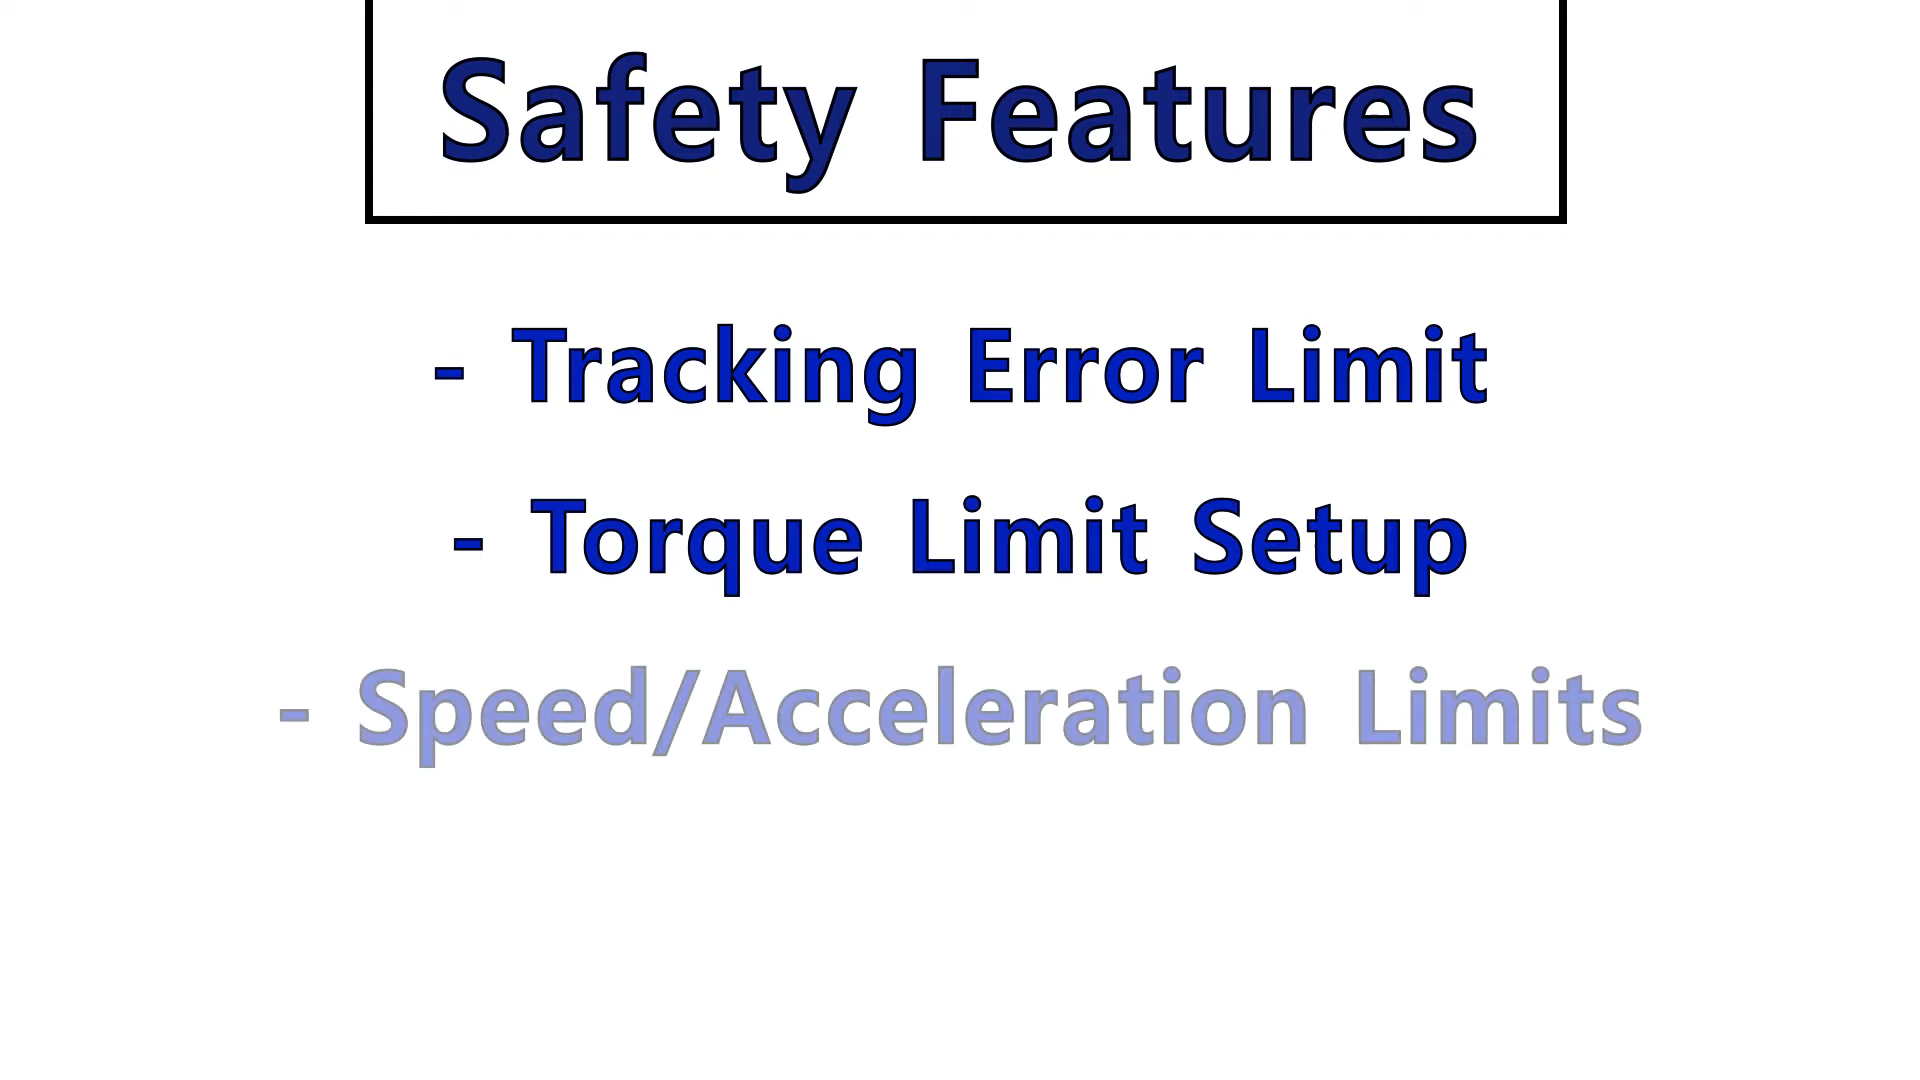 Safety Features
- Tracking Error Limit
- Torque Limit Setup
- Speed/Acceleration Limits